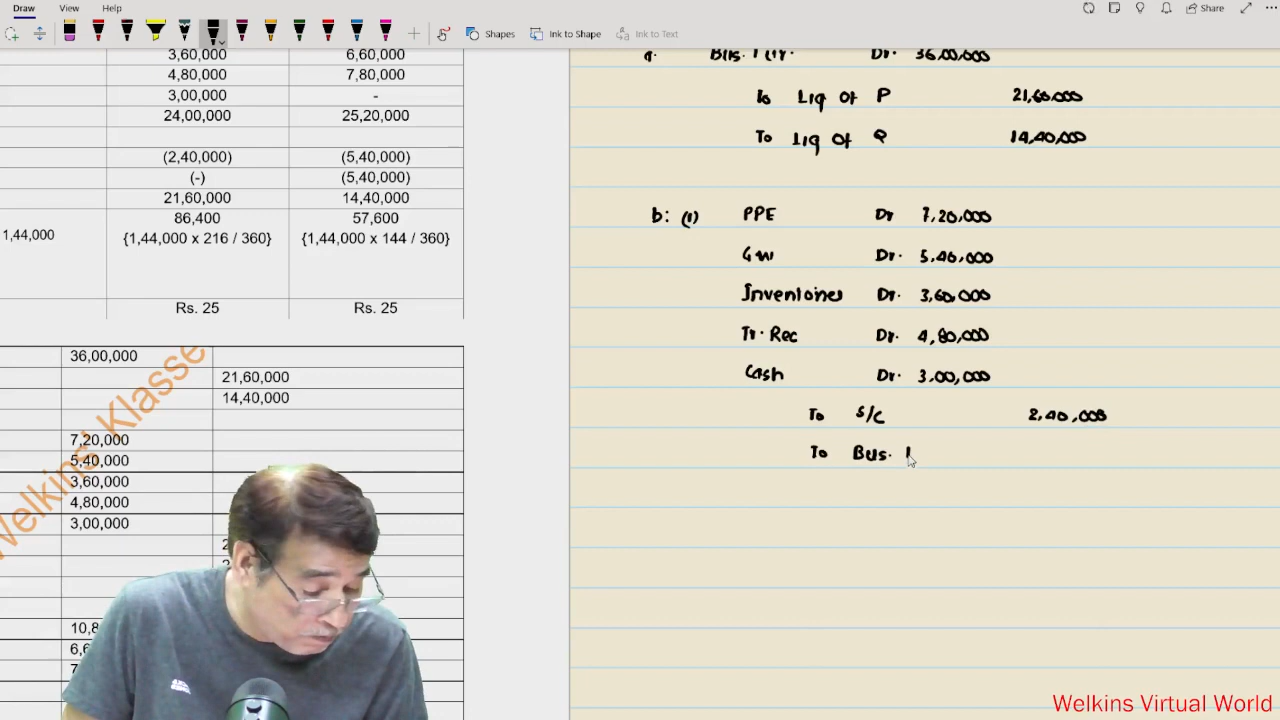 Draw View Help Share
Shapes Ink to Shape Ink to Text
3,60,000 6,60,000
4,80,000 7,80,000
3,00,000 -
24,00,000 25,20,000
(2,40,000) (5,40,000)
(-) (5,40,000)
21,60,000 14,40,000
1,44,000 86,400 57,600
{1,44,000 x 216 / 360} {1,44,000 x 144 / 360}
Rs. 25 Rs. 25
36,00,000
21,60,000
14,40,000
7,20,000
5,40,000
3,60,000
4,80,000
3,00,000
10,8
Welkins' Klasses
a. Bus. Pur. Dr. 36,00,000
To Liq of P 21,60,000
To Liq of Q 14,40,000
b: (1) PPE Dr 7,20,000
GW Dr. 5,40,000
Inventories Dr. 3,60,000
Tr. Rec Dr. 4,80,000
Cash Dr. 3,00,000
To S/C 2,40,000
To Bus.
Welkins Virtual World